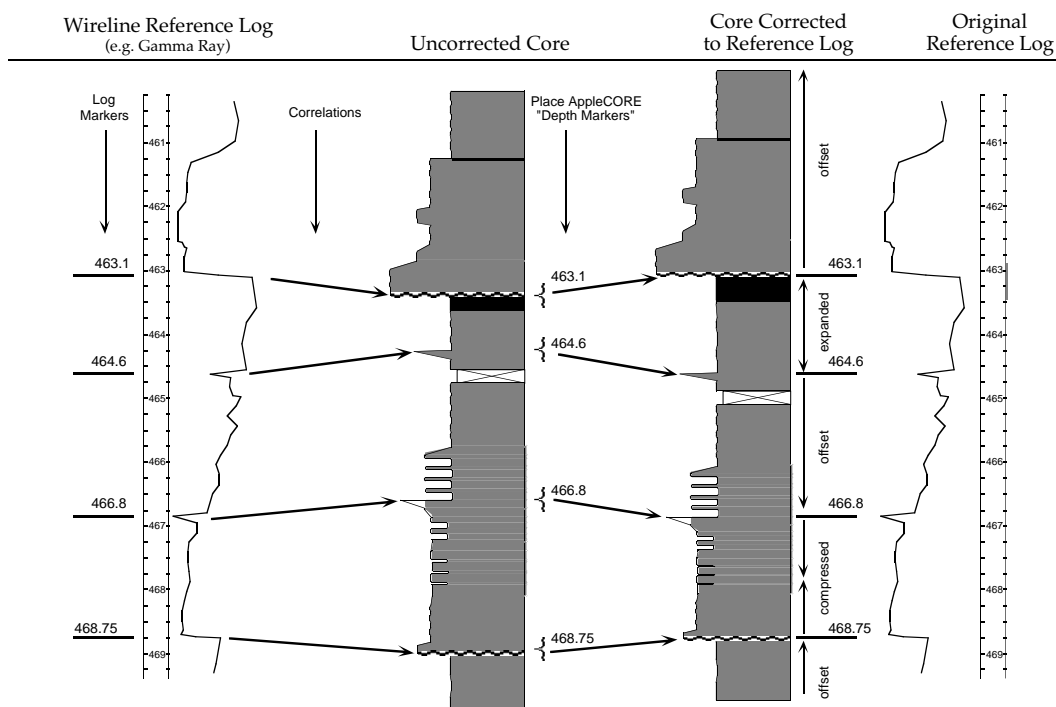 Wireline Reference Log
(e.g. Gamma Ray)
Uncorrected Core
Core Corrected
to Reference Log
Original
Reference Log
Log
Markers
Correlations
Place AppleCORE
"Depth Markers"
461
462
463
464
465
466
467
468
469
463.1
464.6
466.8
468.75
463.1
464.6
466.8
468.75
offset
463.1
expanded
464.6
offset
466.8
compressed
468.75
offset
461
462
463
464
465
466
467
468
469